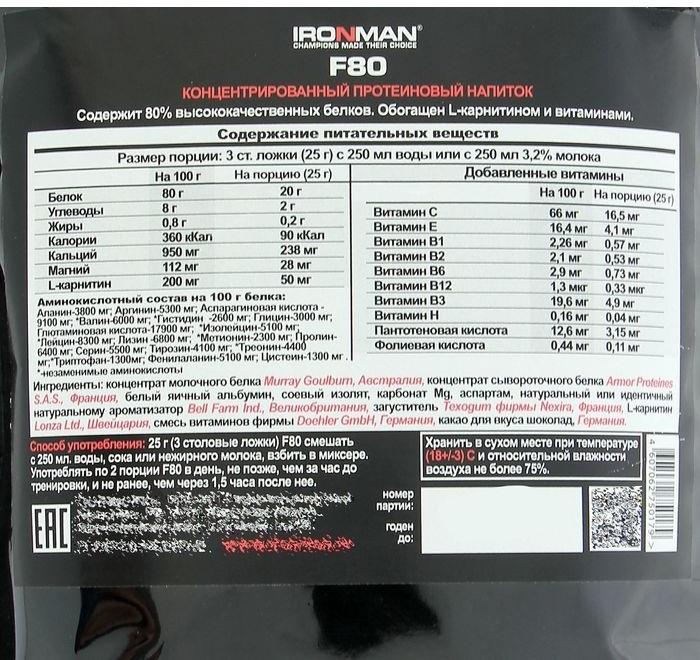 IRONMAN®
CHAMPIONS MADE THEIR CHOICE
F80
КОНЦЕНТРИРОВАННЫЙ ПРОТЕИНОВЫЙ НАПИТОК
Содержит 80% высококачественных белков. Обогащен L-карнитином и витаминами.
Содержание питательных веществ
Размер порции: 3 ст. ложки (25 г) с 250 мл воды или с 250 мл 3,2% молока
На 100 г На порцию (25 г)
Белок 80 г 20 г
Углеводы 8 г 2 г
Жиры 0,8 г 0,2 г
Калории 360 кКал 90 кКал
Кальций 950 мг 238 мг
Магний 112 мг 28 мг
L-карнитин 200 мг 50 мг
Аминокислотный состав на 100 г белка:
Аланин-3800 мг; Аргинин-5300 мг; Аспарагиновая кислота -
9100 мг; *Валин-6000 мг; *Гистидин -2600 мг; Глицин-3000 мг;
Глютаминовая кислота-17900 мг; *Изолейцин-5100 мг;
*Лейцин-8300 мг; Лизин -6800 мг; *Метионин-2300 мг; Пролин-
6400 мг; Серин-5500 мг; Тирозин-4100 мг; *Треонин-4400
мг;*Триптофан-1300мг; Фенилаланин-5100 мг; Цистеин-1300 мг .
*-незаменимые аминокислоты
Добавленные витамины
На 100 г На порцию (25 г)
Витамин С 66 мг 16,5 мг
Витамин Е 16,4 мг 4,1 мг
Витамин В1 2,26 мг 0,57 мг
Витамин В2 2,1 мг 0,53 мг
Витамин В6 2,9 мг 0,73 мг
Витамин В12 1,3 мкг 0,33 мкг
Витамин В3 19,6 мг 4,9 мг
Витамин Н 0,16 мг 0,04 мг
Пантотеновая кислота 12,6 мг 3,15 мг
Фолиевая кислота 0,44 мг 0,11 мг
Ингредиенты: концентрат молочного белка Murray Goulburn, Австралия, концентрат сывороточного белка Armor Proteines
S.A.S., Франция, белый яичный альбумин, соевый изолят, карбонат Mg, аспартам, натуральный или идентичный
натуральному ароматизатор Bell Farm Ind., Великобритания, загуститель Texogum фирмы Nexira, Франция, L-карнитин
Lonza Ltd., Швейцария, смесь витаминов фирмы Doehler GmbH, Германия, какао для вкуса шоколад, Германия.
Способ употребления: 25 г (3 столовые ложки) F80 смешать
с 250 мл. воды, сока или нежирного молока, взбить в миксере.
Употреблять по 2 порции F80 в день, не позже, чем за час до
тренировки, и не ранее, чем через 1,5 часа после нее.
Хранить в сухом месте при температуре
(18+/-3) С и относительной влажности
воздуха не более 75%.
номер
партии:
годен
до:
EAC
4607062750179>